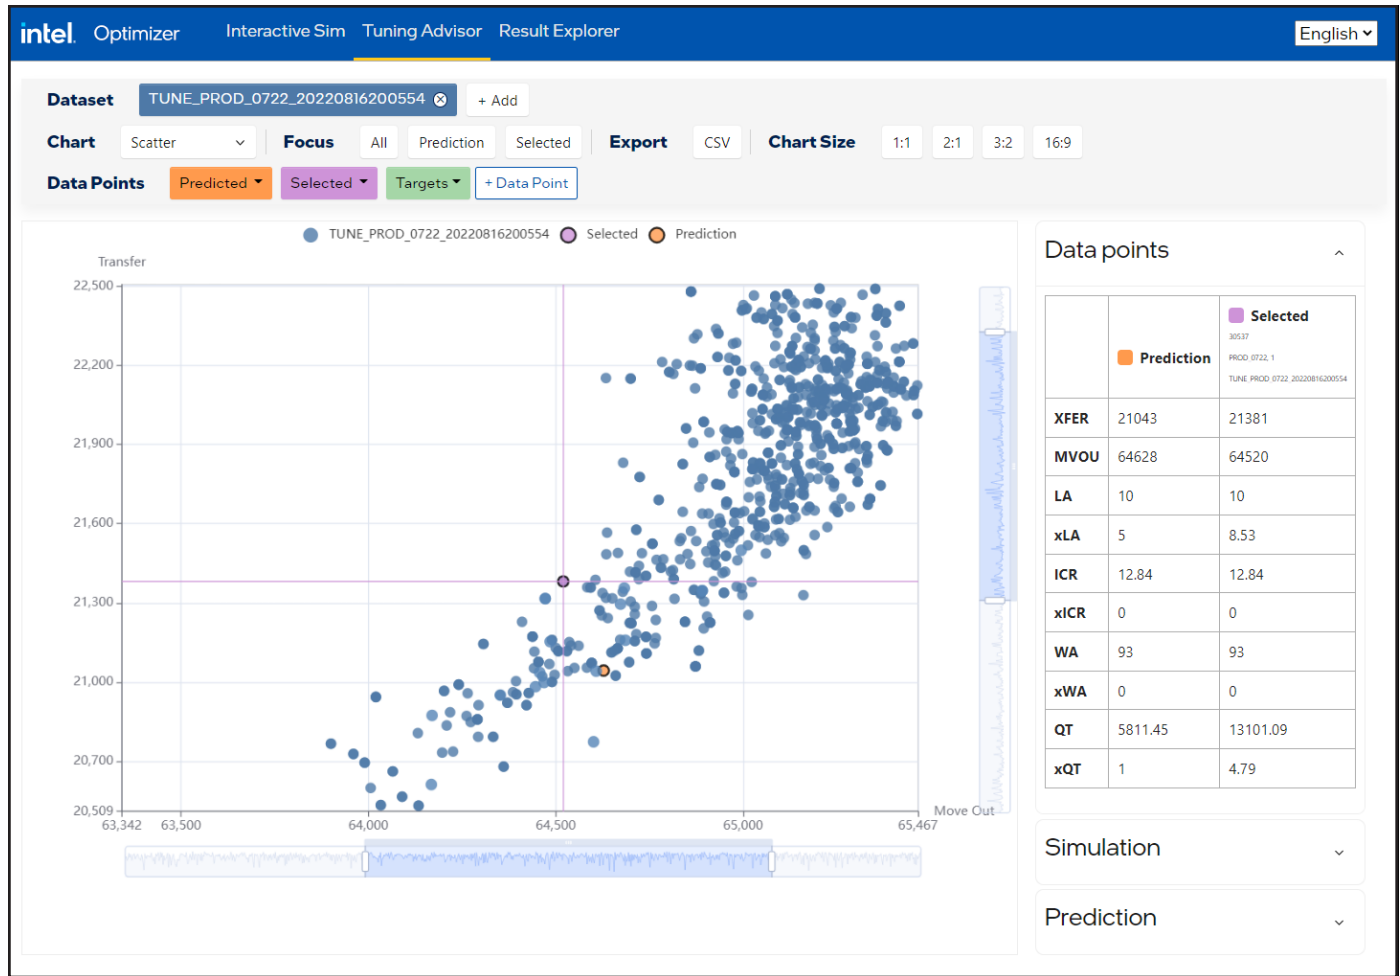 intel. Optimizer Interactive Sim Tuning Advisor Result Explorer English
Dataset TUNE_PROD_0722_20220816200554 + Add
Chart Scatter Focus All Prediction Selected Export CSV Chart Size 1:1 2:1 3:2 16:9
Data Points Predicted Selected Targets + Data Point
TUNE_PROD_0722_20220816200554 Selected Prediction
Transfer
22,500
22,200
21,900
21,600
21,300
21,000
20,700
20,509
Move Out
63,342 63,500 64,000 64,500 65,000 65,467
Data points
Prediction
Selected
30537
PROD_0722, 1
TUNE_PROD_0722_20220816200554
XFER 21043 21381
MVOU 64628 64520
LA 10 10
xLA 5 8.53
ICR 12.84 12.84
xICR 0 0
WA 93 93
xWA 0 0
QT 5811.45 13101.09
xQT 1 4.79
Simulation
Prediction